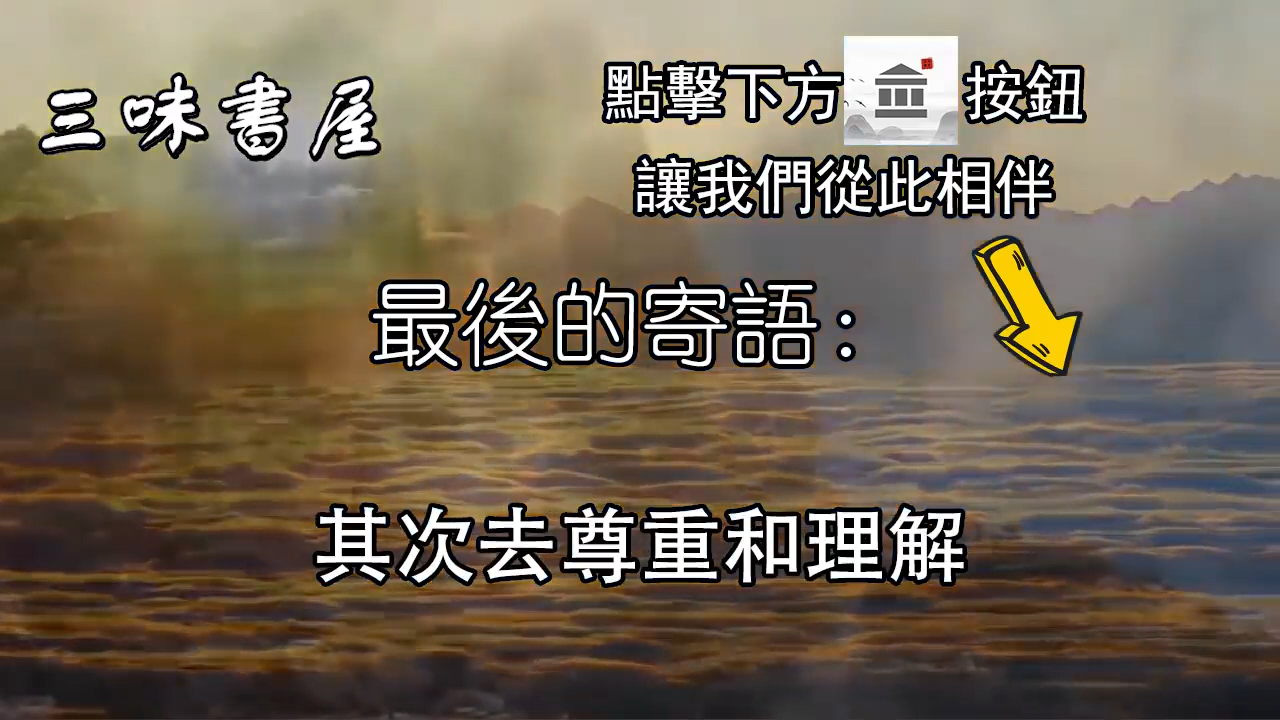 三味書屋
點擊下方按鈕
讓我們從此相伴
最後的寄語:
其次去尊重和理解